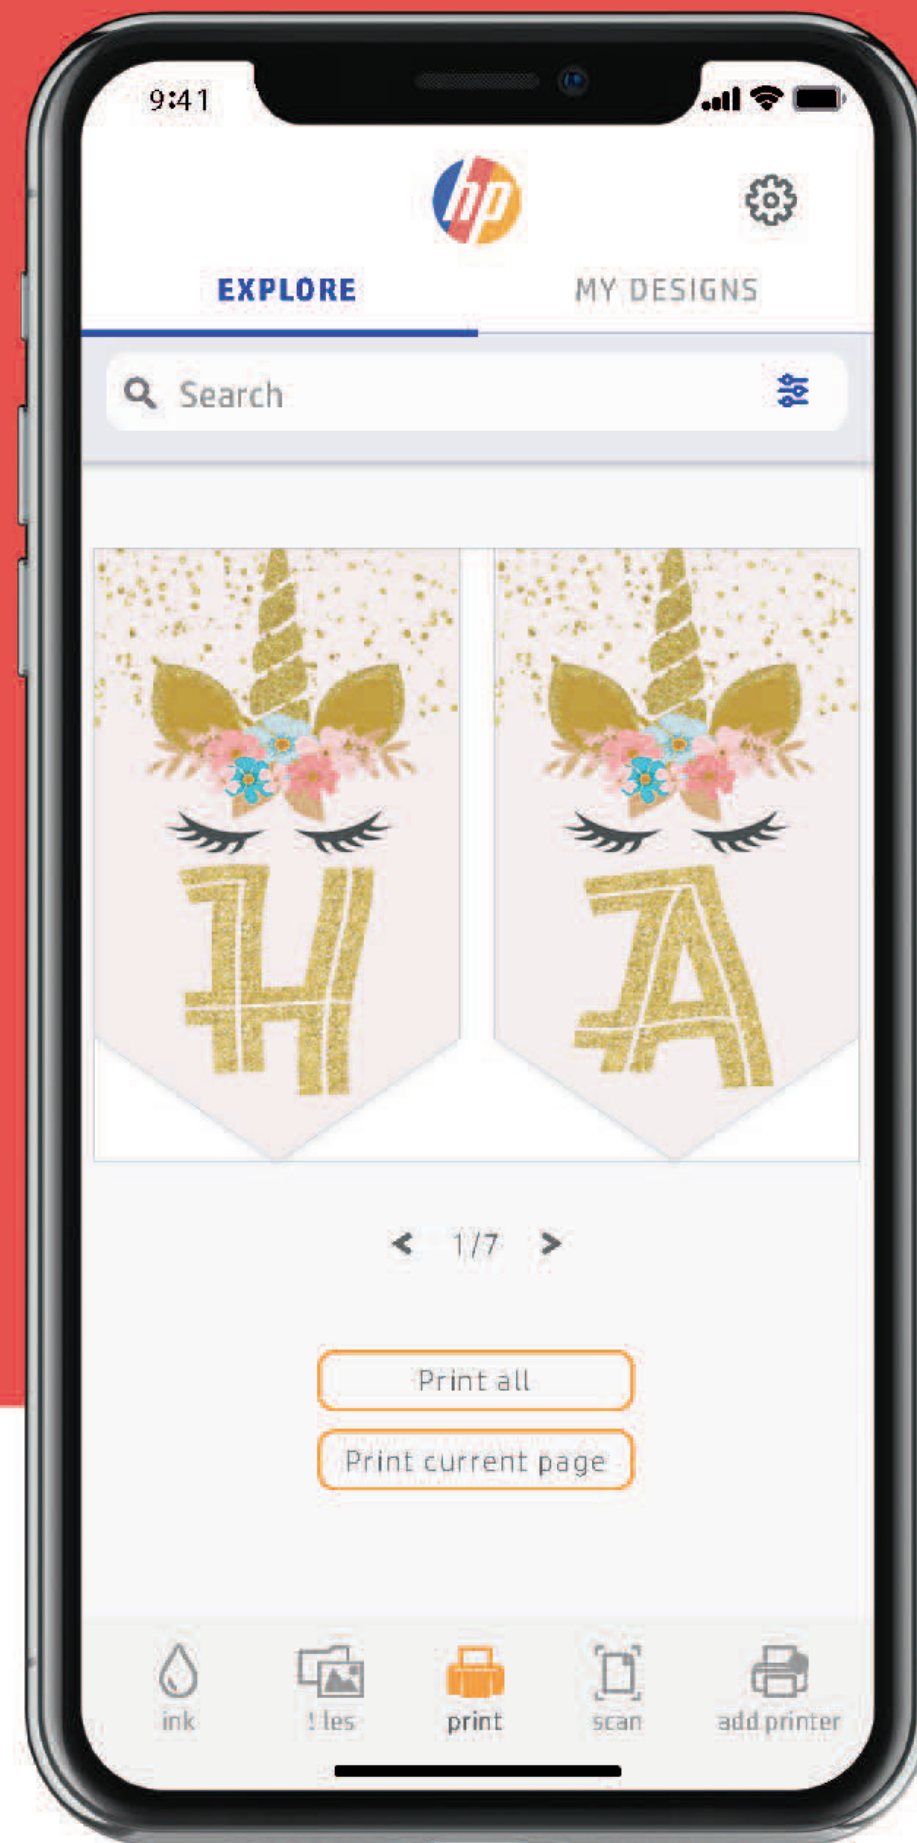 9:41
hp
EXPLORE MY DESIGNS
Search
H A
< 1/7 >
Print all
Print current page
ink print scan add printer